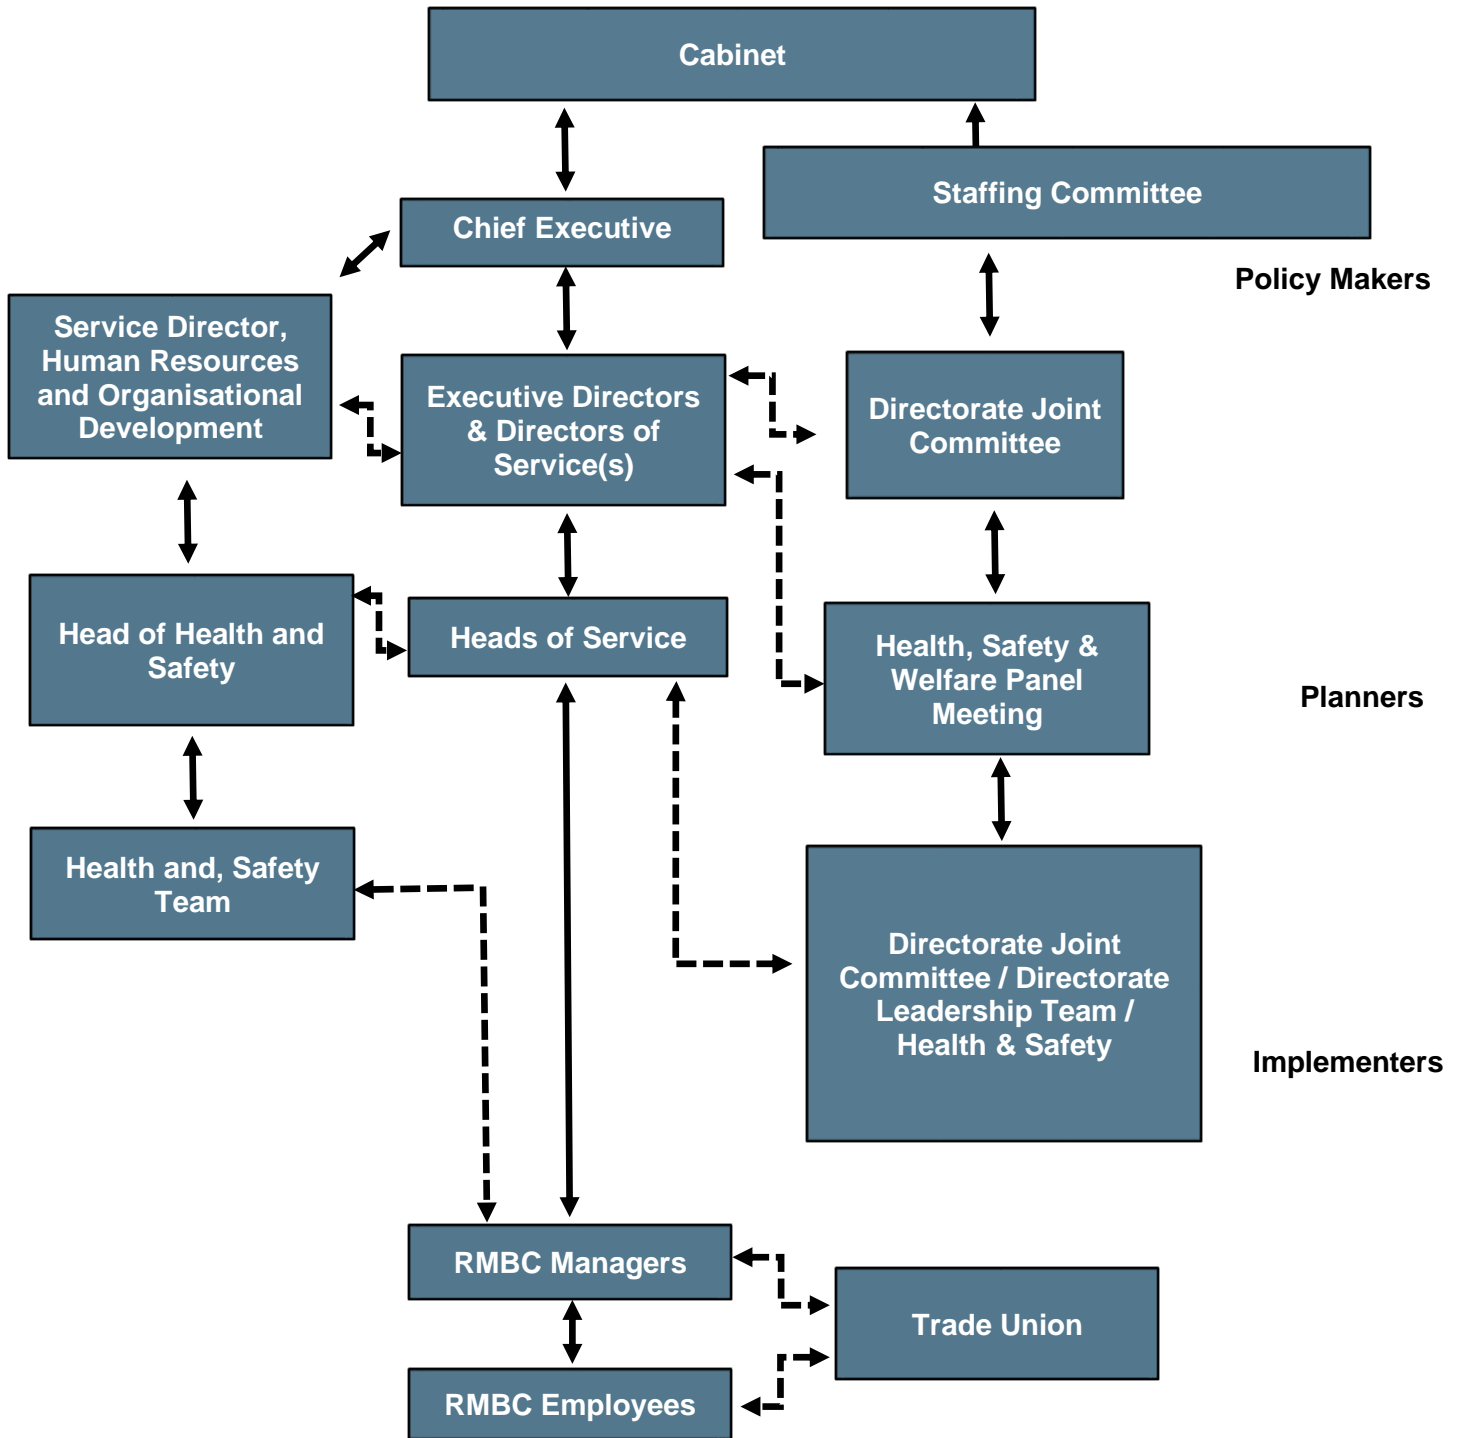 Cabinet
Staffing Committee
Chief Executive
Policy Makers
Service Director,
Human Resources
and Organisational
Development
Executive Directors
& Directors of
Service(s)
Directorate Joint
Committee
Head of Health and
Safety
Heads of Service
Health, Safety &
Welfare Panel
Meeting
Planners
Health and, Safety
Team
Directorate Joint
Committee / Directorate
Leadership Team /
Health & Safety
Implementers
RMBC Managers
Trade Union
RMBC Employees